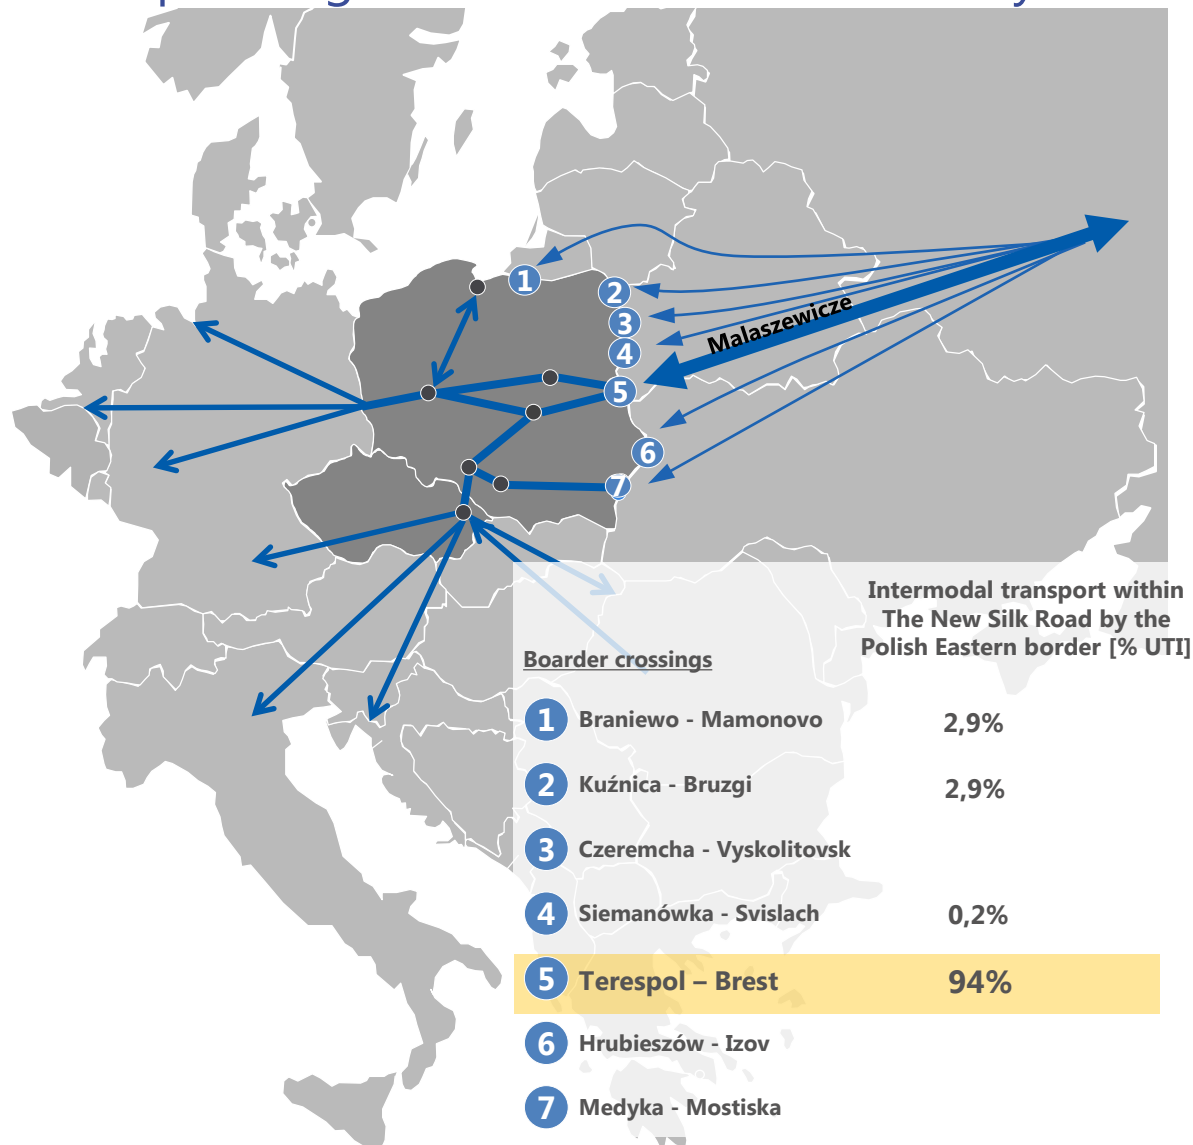 1
2
3
4
5
6
7
Malaszewicze
Intermodal transport within
The New Silk Road by the
Polish Eastern border [% UTI]
Boarder crossings
1 Braniewo - Mamonovo 2,9%
2 Kuźnica - Bruzgi 2,9%
3 Czeremcha - Vyskolitovsk
4 Siemanówka - Svislach 0,2%
5 Terespol – Brest 94%
6 Hrubieszów - Izov
7 Medyka - Mostiska